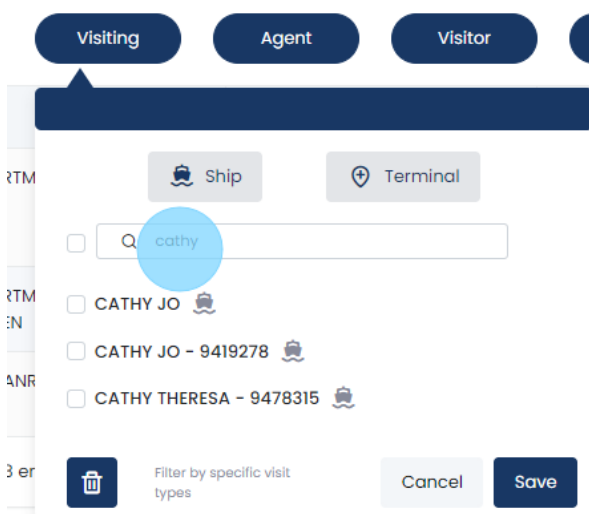 Visiting Agent Visitor
Ship Terminal
cathy
CATHY JO
CATHY JO - 9419278
CATHY THERESA - 9478315
Filter by specific visit
types
Cancel Save